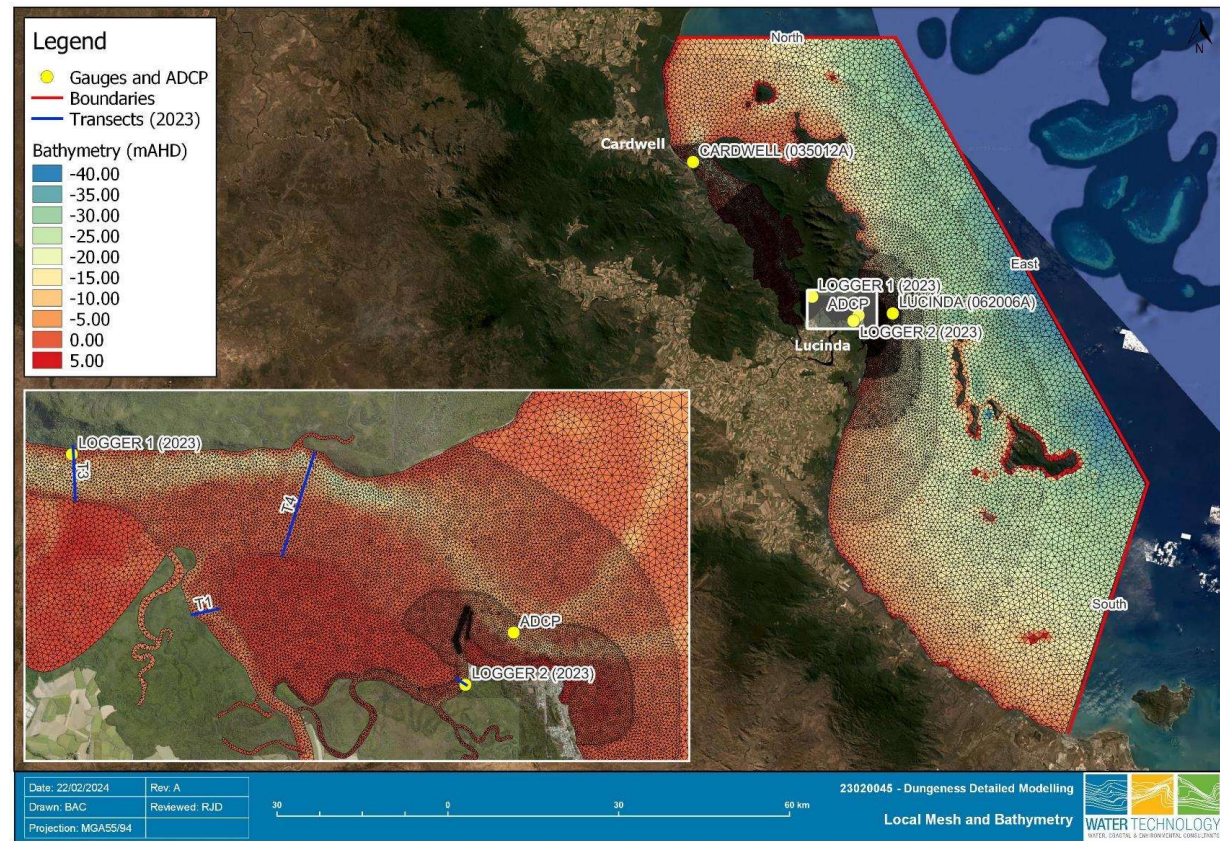 Legend
Gauges and ADCP
Boundaries
Transects (2023)
Bathymetry (mAHD)
-40.00
-35.00
-30.00
-25.00
-20.00
-15.00
-10.00
-5.00
0.00
5.00
North
N
Cardwell
CARDWELL (035012A)
East
LOGGER 1 (2023)
ADCP
LUCINDA (062006A)
LOGGER 2 (2023)
Lucinda
South
LOGGER 1 (2023)
T3
T4
T1
ADCP
LOGGER 2 (2023)
Date: 22/02/2024
Rev: A
Drawn: BAC
Reviewed: RJD
Projection: MGA55/94
30 0 30 60 km
23020045 - Dungeness Detailed Modelling
Local Mesh and Bathymetry
WATER TECHNOLOGY
WATER, COASTAL & ENVIRONMENTAL CONSULTANTS